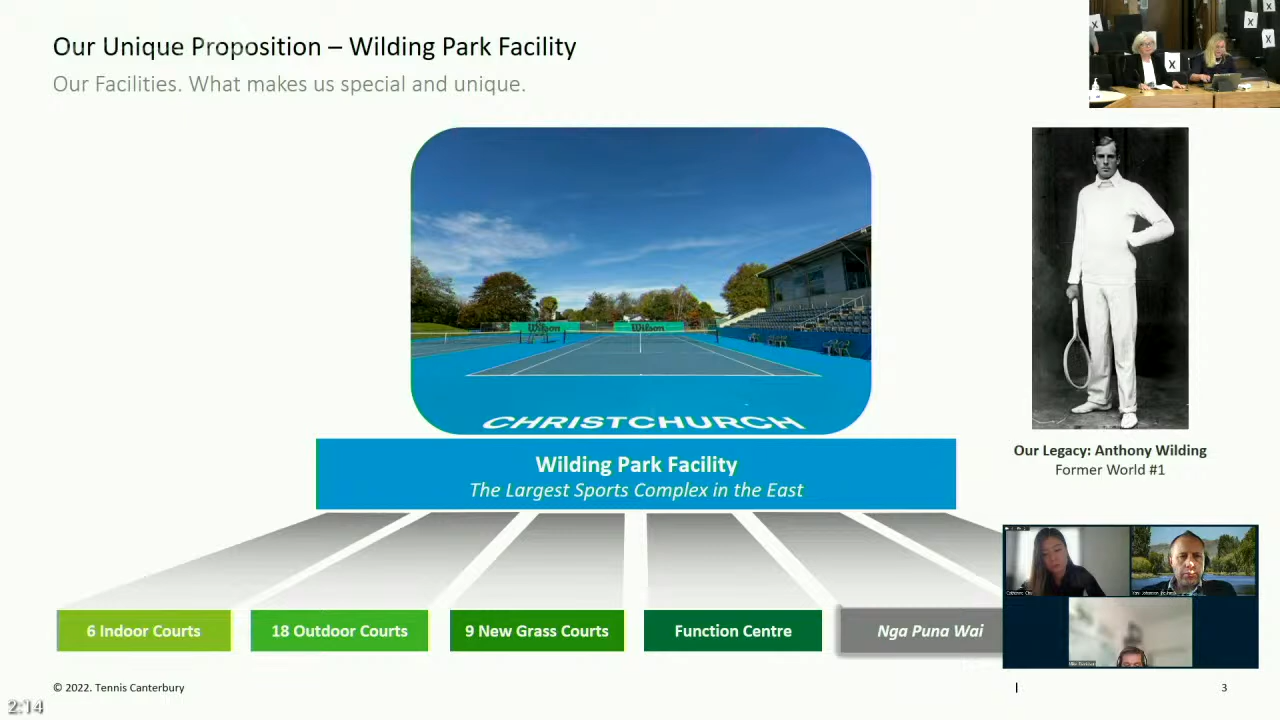 Our Unique Proposition – Wilding Park Facility
Our Facilities. What makes us special and unique.
X
X
X
X
X
Wilson
Wilson
CHRISTCHURCH
Wilding Park Facility
The Largest Sports Complex in the East
Our Legacy: Anthony Wilding
Former World #1
6 Indoor Courts
18 Outdoor Courts
9 New Grass Courts
Function Centre
Nga Puna Wai
© 2022. Tennis Canterbury
3
2:14